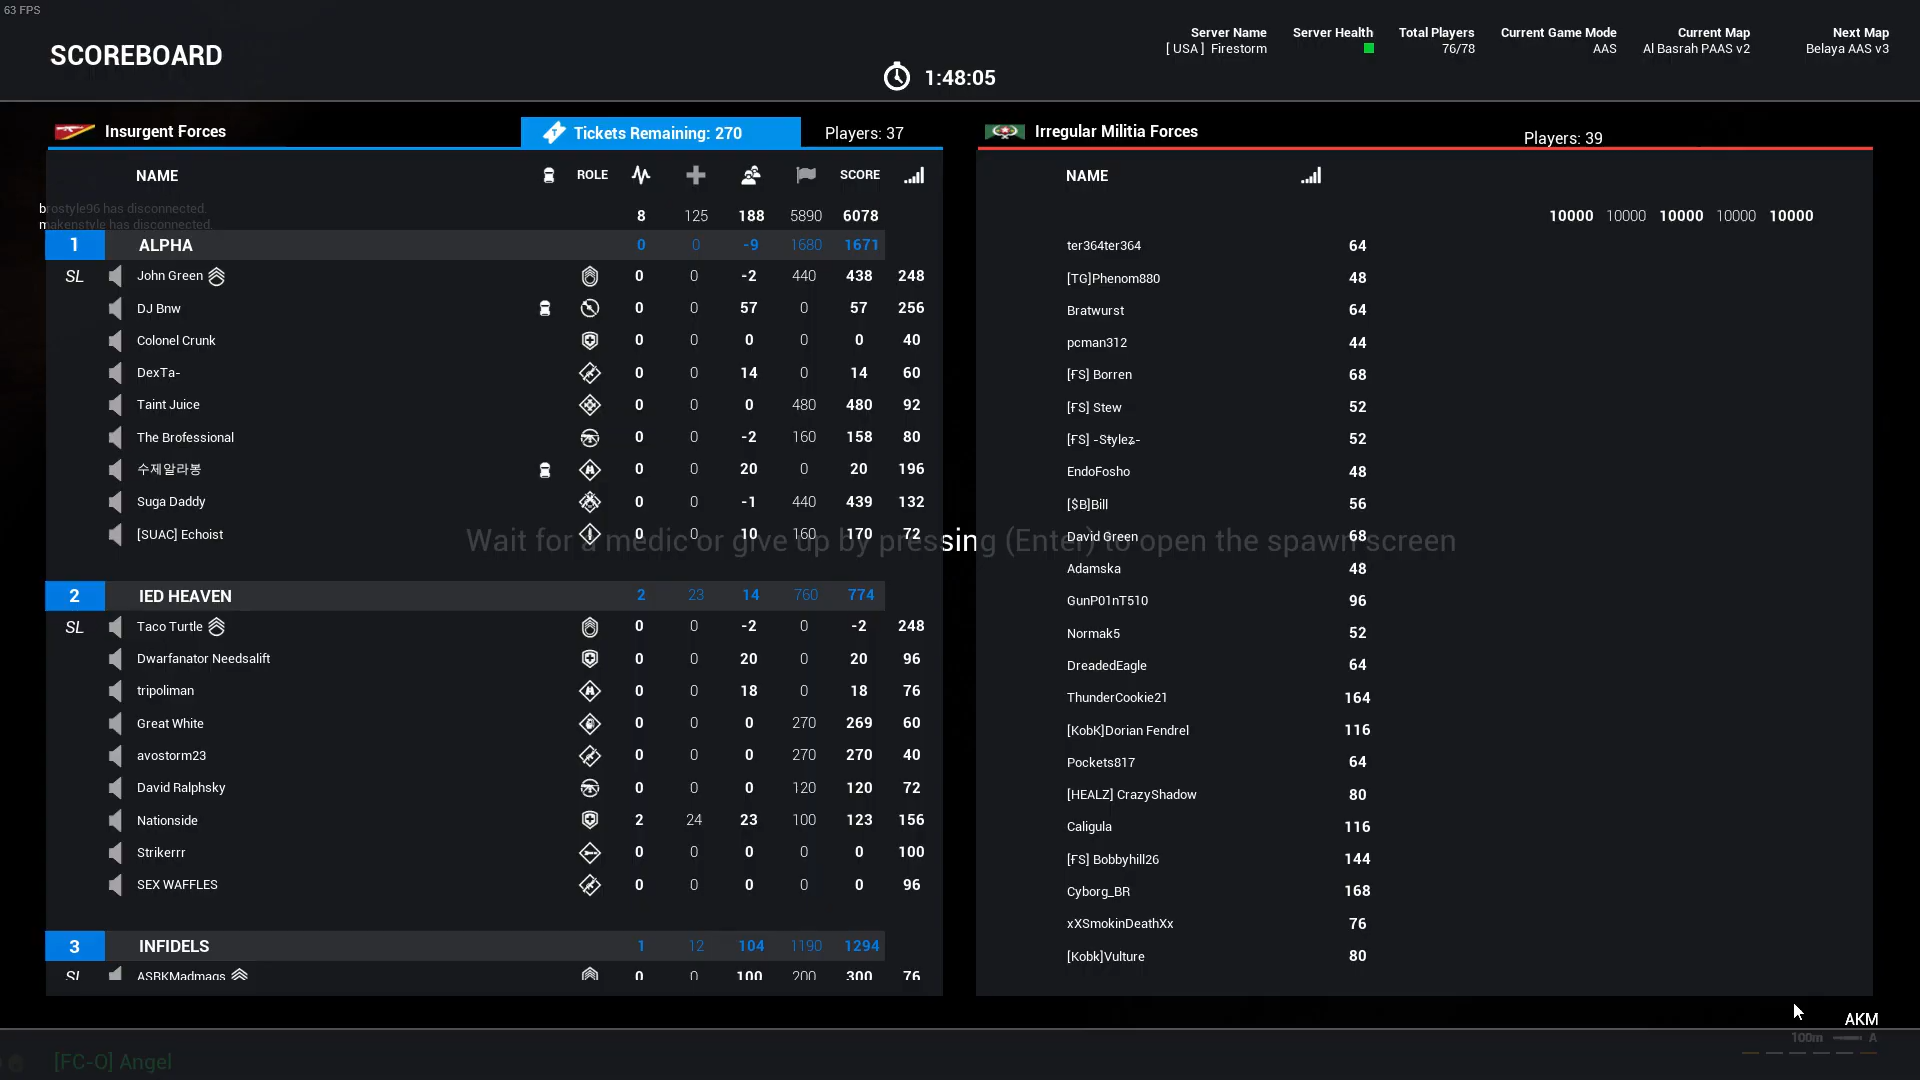 63 FPS
SCOREBOARD
1:48:05
Server Name
[ USA ] Firestorm
Server Health
Total Players
76/78
Current Game Mode
AAS
Current Map
Al Basrah PAAS v2
Next Map
Belaya AAS v3
Insurgent Forces
Tickets Remaining: 270
Players: 37
NAME ROLE SCORE
brostyle96 has disconnected.
makenstyle has disconnected.
8 125 188 5890 6078
1 ALPHA 0 0 -9 1680 1671
SL John Green 0 0 -2 440 438 248
DJ Bnw 0 0 57 0 57 256
Colonel Crunk 0 0 0 0 0 40
DexTa- 0 0 14 0 14 60
Taint Juice 0 0 0 480 480 92
The Brofessional 0 0 -2 160 158 80
수제알라봉 0 0 20 0 20 196
Suga Daddy 0 0 -1 440 439 132
[SUAC] Echoist 0 0 10 160 170 72
Wait for a medic or give up by pressing (Enter) to open the spawn screen
2 IED HEAVEN 2 23 14 760 774
SL Taco Turtle 0 0 -2 0 -2 248
Dwarfanator Needsalift 0 0 20 0 20 96
tripoliman 0 0 18 0 18 76
Great White 0 0 0 270 269 60
avostorm23 0 0 0 270 270 40
David Ralphsky 0 0 0 120 120 72
Nationside 2 24 23 100 123 156
Strikerrr 0 0 0 0 0 100
SEX WAFFLES 0 0 0 0 0 96
3 INFIDELS 1 12 104 1190 1294
SL ASRKMadmags 0 0 100 200 300 76
Irregular Militia Forces
Players: 39
NAME
10000 10000 10000 10000 10000
ter364ter364 64
[TG]Phenom880 48
Bratwurst 64
pcman312 44
[FS] Borren 68
[FS] Stew 52
[FS] -Stylez- 52
EndoFosho 48
[$B]Bill 56
David Green 68
Adamska 48
GunP01nT510 96
Normak5 52
DreadedEagle 64
ThunderCookie21 164
[KobK]Dorian Fendrel 116
Pockets817 64
[HEALZ] CrazyShadow 80
Caligula 116
[FS] Bobbyhill26 144
Cyborg_BR 168
xXSmokinDeathXx 76
[Kobk]Vulture 80
AKM
100m A
[FC-O] Angel